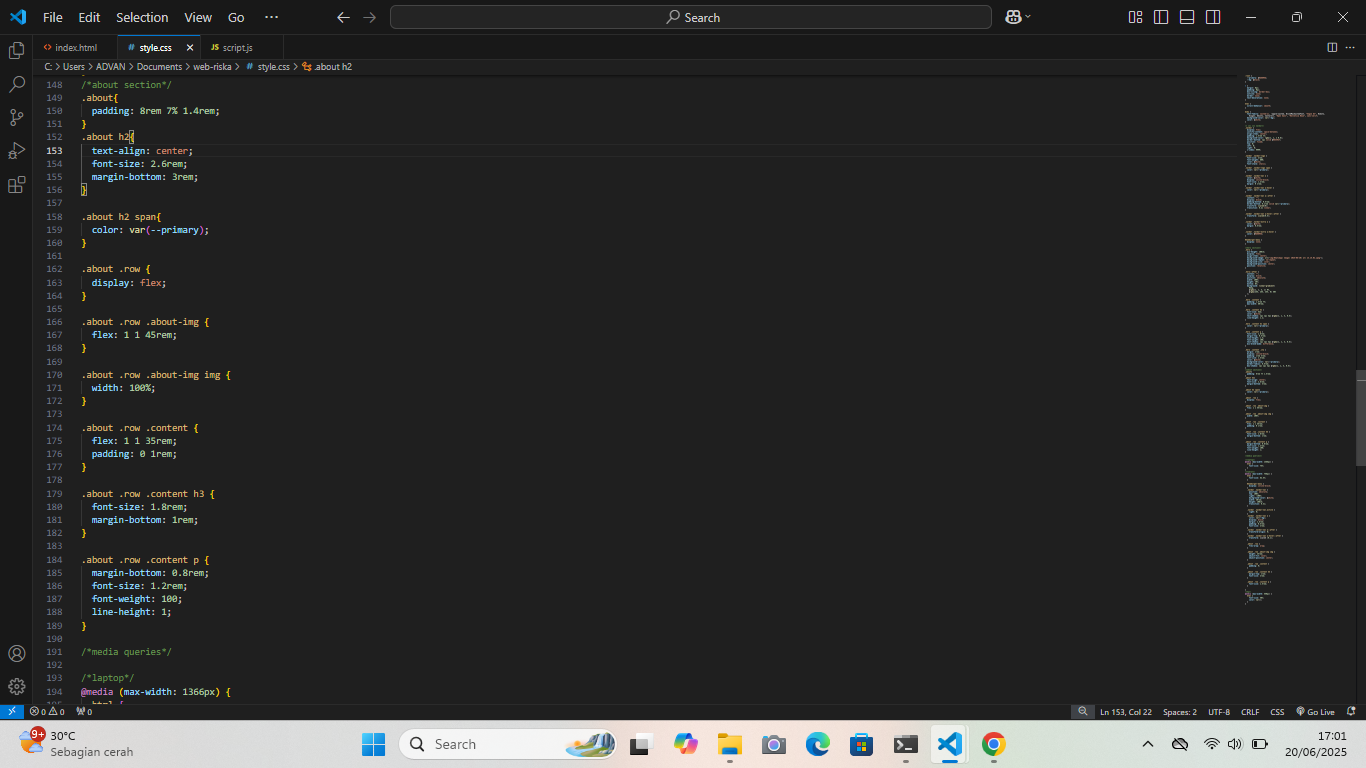 File Edit Selection View Go ··· Search
index.html # style.css JS script.js
C: > Users > ADVAN > Documents > web-riska > # style.css > .about h2
148 /*about section*/
149 .about{
150 padding: 8rem 7% 1.4rem;
151 }
152 .about h2{
153 text-align: center;
154 font-size: 2.6rem;
155 margin-bottom: 3rem;
156 }
157
158 .about h2 span{
159 color: var(--primary);
160 }
161
162 .about .row {
163 display: flex;
164 }
165
166 .about .row .about-img {
167 flex: 1 1 45rem;
168 }
169
170 .about .row .about-img img {
171 width: 100%;
172 }
173
174 .about .row .content {
175 flex: 1 1 35rem;
176 padding: 0 1rem;
177 }
178
179 .about .row .content h3 {
180 font-size: 1.8rem;
181 margin-bottom: 1rem;
182 }
183
184 .about .row .content p {
185 margin-bottom: 0.8rem;
186 font-size: 1.2rem;
187 font-weight: 100;
188 line-height: 1;
189 }
190
191 /*media queries*/
192
193 /*laptop*/
194 @media (max-width: 1366px) {
195 html {
0 0 0 Ln 153, Col 22 Spaces: 2 UTF-8 CRLF CSS Go Live
9+ 30°C
Sebagian cerah
Search
17:01
20/06/2025